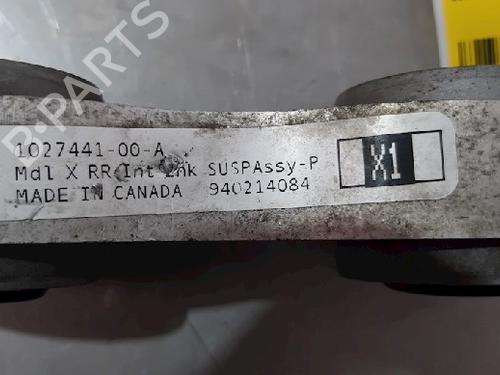 B-PARTS
1027441-00-A
Mdl X RR Int Lnk SUSPAssy-P
MADE IN CANADA 940214084
X1